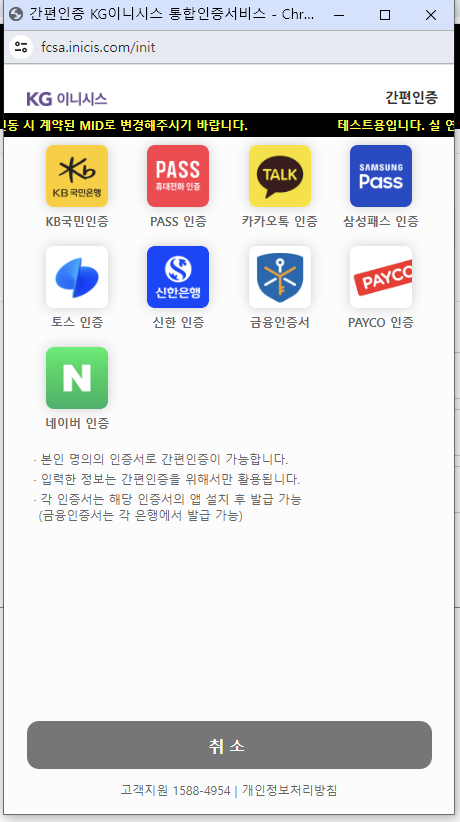 간편인증 KG이니시스 통합인증서비스 - Chr...
fcsa.inicis.com/init
KG 이니시스
간편인증
동 시 계약된 MID로 변경해주시기 바랍니다. 테스트용입니다. 실 연
KB 국민은행
PASS 휴대전화 인증
TALK
SAMSUNG Pass
KB국민인증 PASS 인증 카카오톡 인증 삼성패스 인증
신한은행
PAYCO
토스 인증 신한 인증 금융인증서 PAYCO 인증
N
네이버 인증
· 본인 명의의 인증서로 간편인증이 가능합니다.
· 입력한 정보는 간편인증을 위해서만 활용됩니다.
· 각 인증서는 해당 인증서의 앱 설치 후 발급 가능
(금융인증서는 각 은행에서 발급 가능)
취 소
고객지원 1588-4954 | 개인정보처리방침